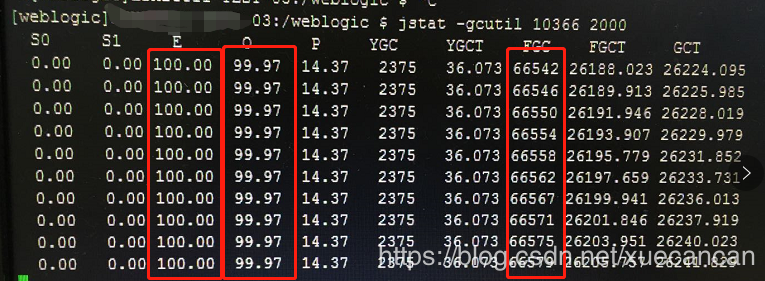 [weblogic] 03:/weblogic $ jstat -gcutil 10366 2000
S0 S1 E O P YGC YGCT FGC FGCT GCT
0.00 0.00 100.00 99.97 14.37 2375 36.073 66542 26188.023 26224.095
0.00 0.00 100.00 99.97 14.37 2375 36.073 66546 26189.913 26225.985
0.00 0.00 100.00 99.97 14.37 2375 36.073 66550 26191.946 26228.019
0.00 0.00 100.00 99.97 14.37 2375 36.073 66554 26193.907 26229.979
0.00 0.00 100.00 99.97 14.37 2375 36.073 66558 26195.779 26231.852
0.00 0.00 100.00 99.97 14.37 2375 36.073 66562 26197.659 26233.731
0.00 0.00 100.00 99.97 14.37 2375 36.073 66567 26199.941 26236.013
0.00 0.00 100.00 99.97 14.37 2375 36.073 66571 26201.846 26237.919
0.00 0.00 100.00 99.97 14.37 2375 36.073 66575 26203.951 26240.023
0.00 0.00 100.00 99.97 14.37 2375 36.073 66579
https://blog.csdn.net/xuecancan